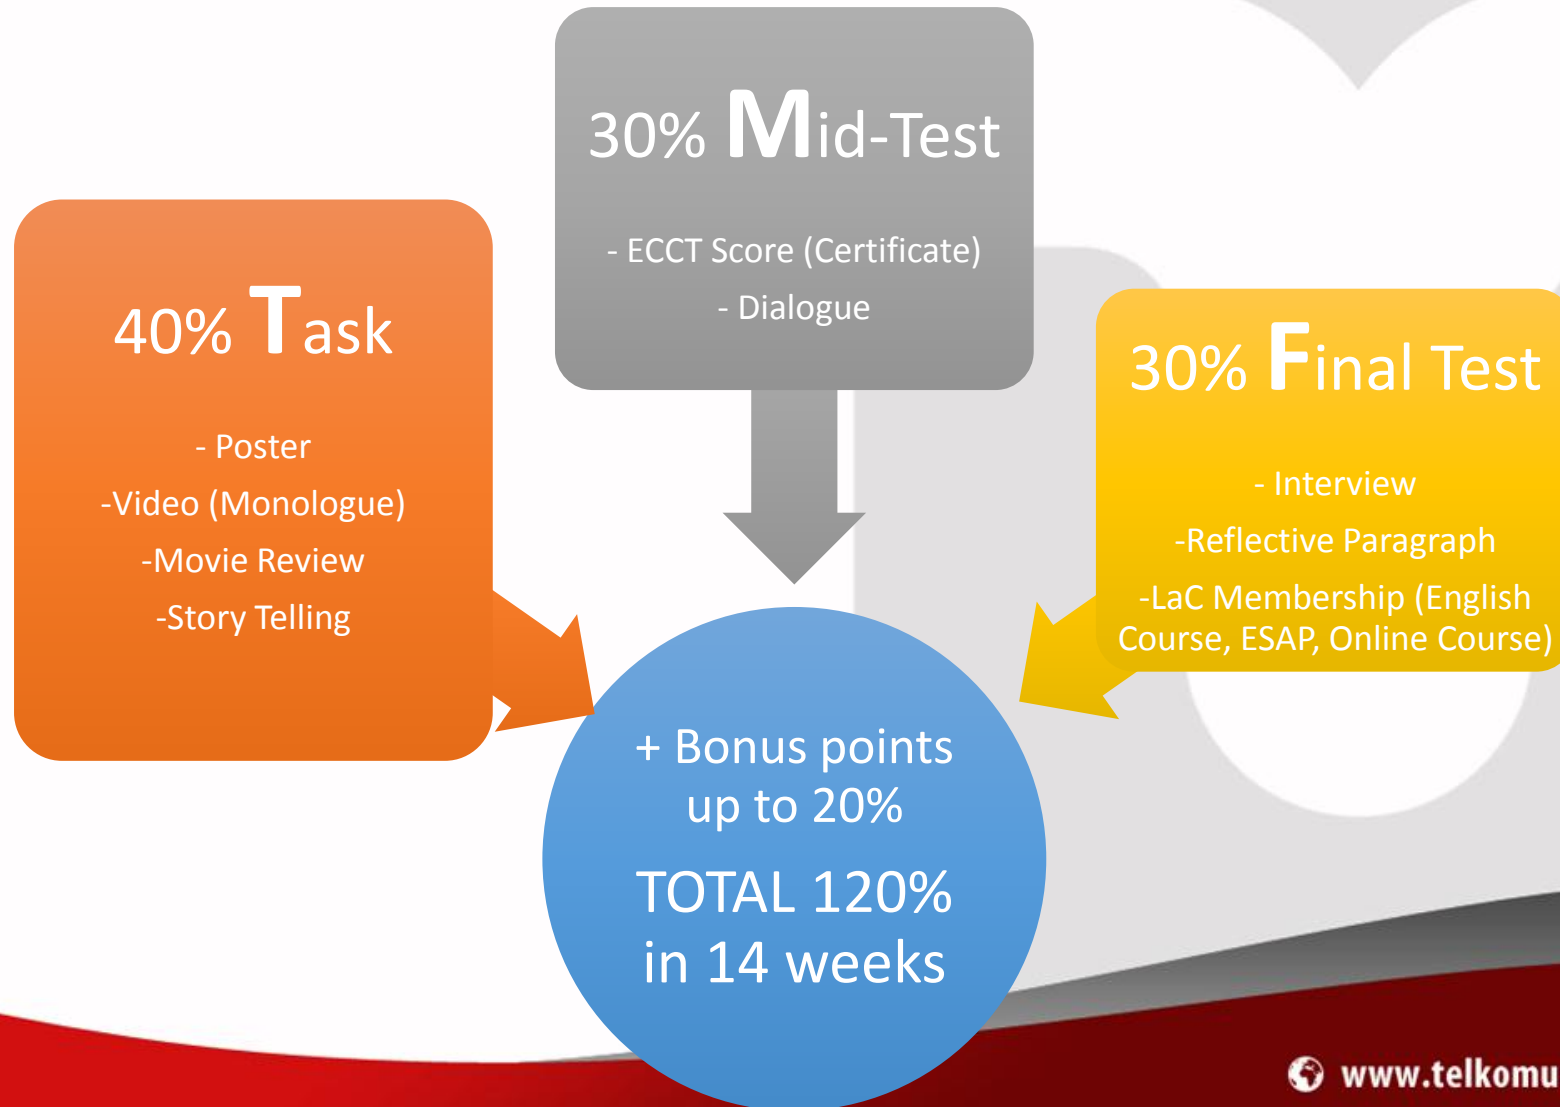 30% Mid-Test
- ECCT Score (Certificate)
- Dialogue
40% Task
- Poster
-Video (Monologue)
-Movie Review
-Story Telling
30% Final Test
- Interview
-Reflective Paragraph
-LaC Membership (English
Course, ESAP, Online Course)
+ Bonus points
up to 20%
TOTAL 120%
in 14 weeks
www.telkomu